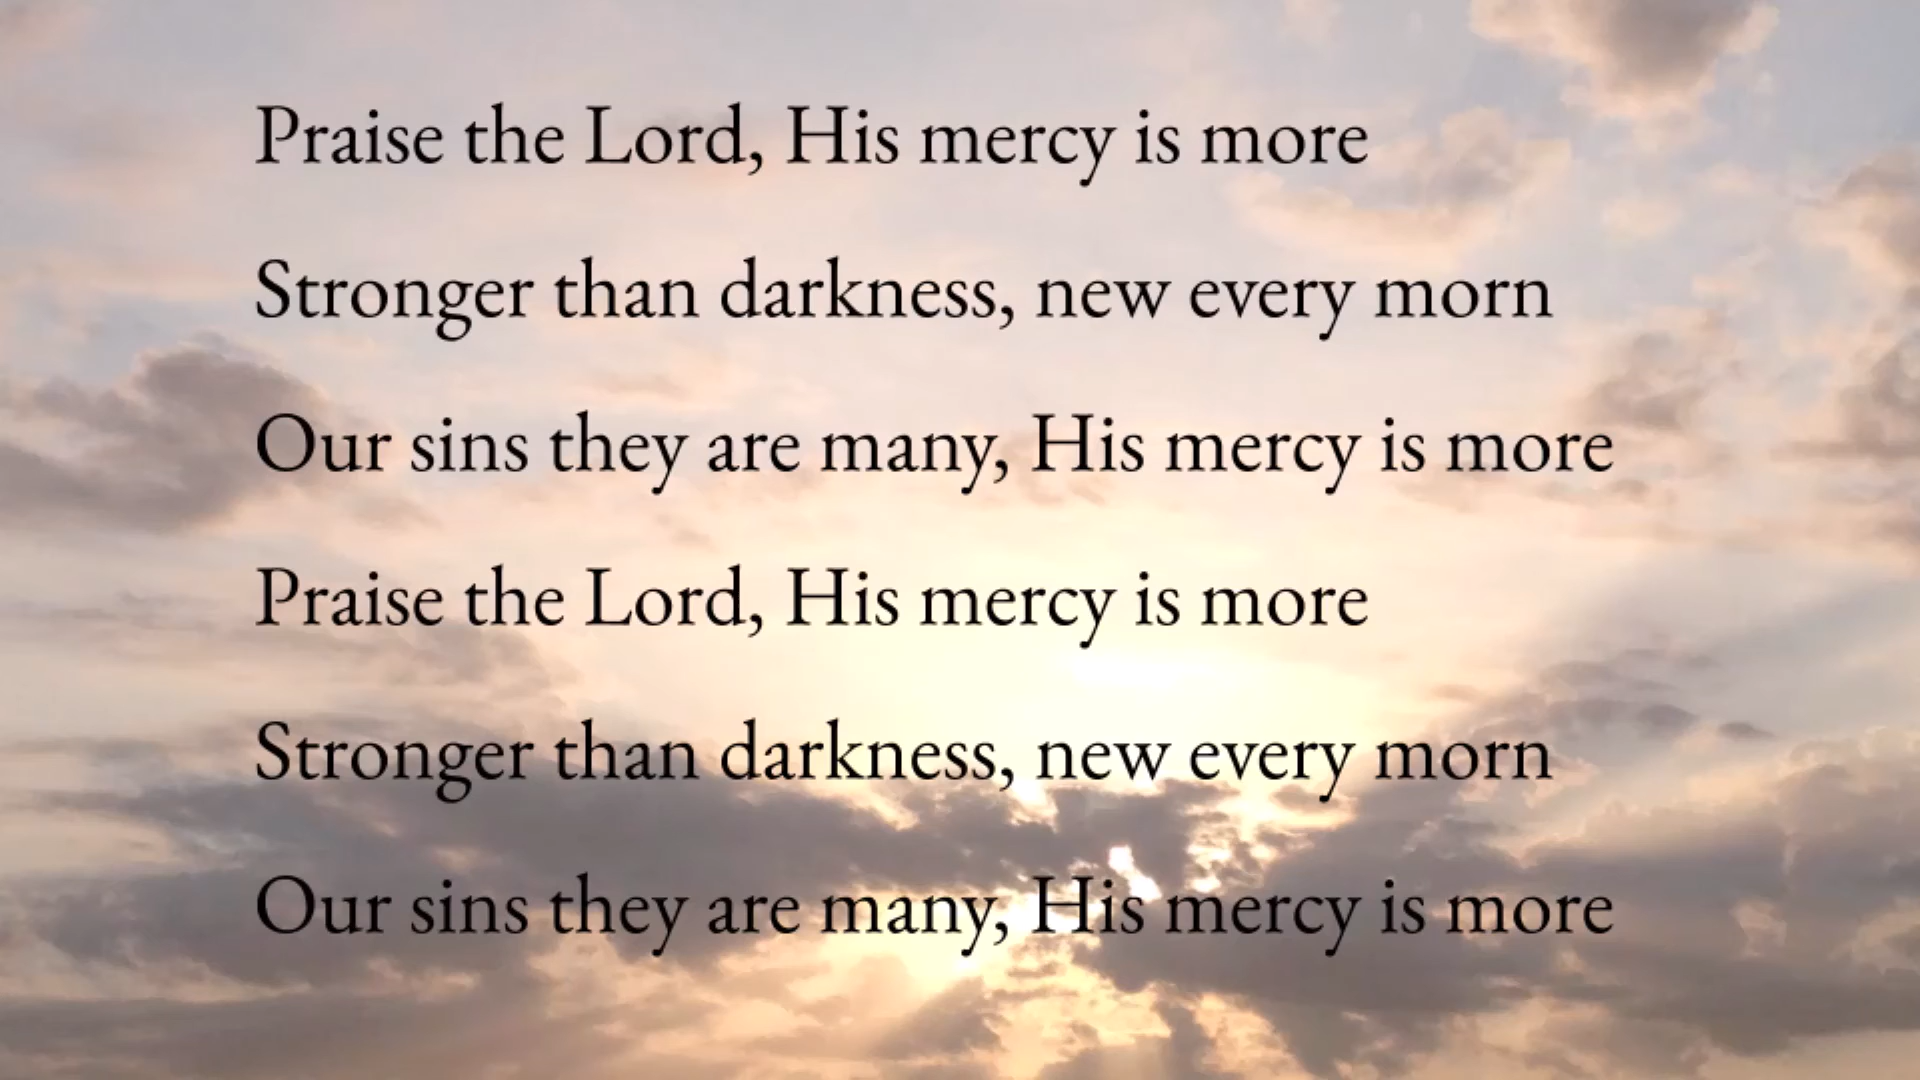 Praise the Lord, His mercy is more
Stronger than darkness, new every morn
Our sins they are many, His mercy is more
Praise the Lord, His mercy is more
Stronger than darkness, new every morn
Our sins they are many, His mercy is more